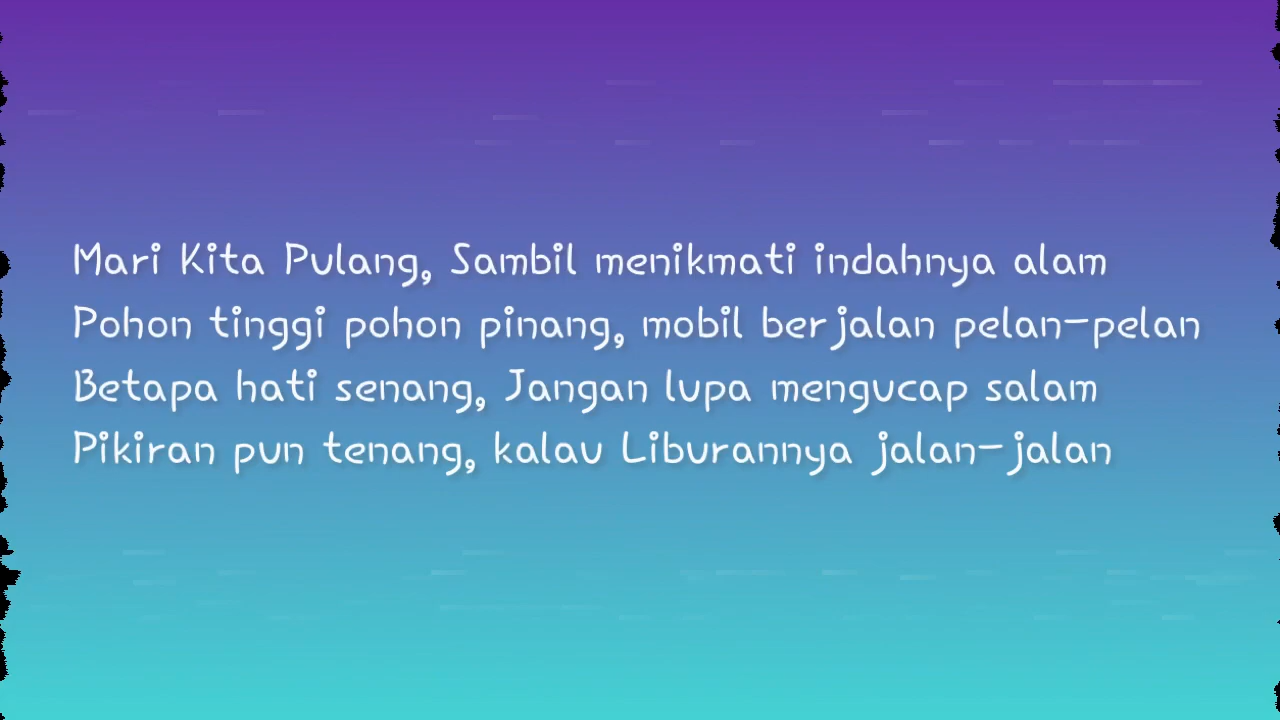 Mari Kita Pulang, Sambil menikmati indahnya alam
Pohon tinggi pohon pinang, mobil berjalan pelan-pelan
Betapa hati senang, Jangan lupa mengucap salam
Pikiran pun tenang, kalau Liburannya jalan-jalan